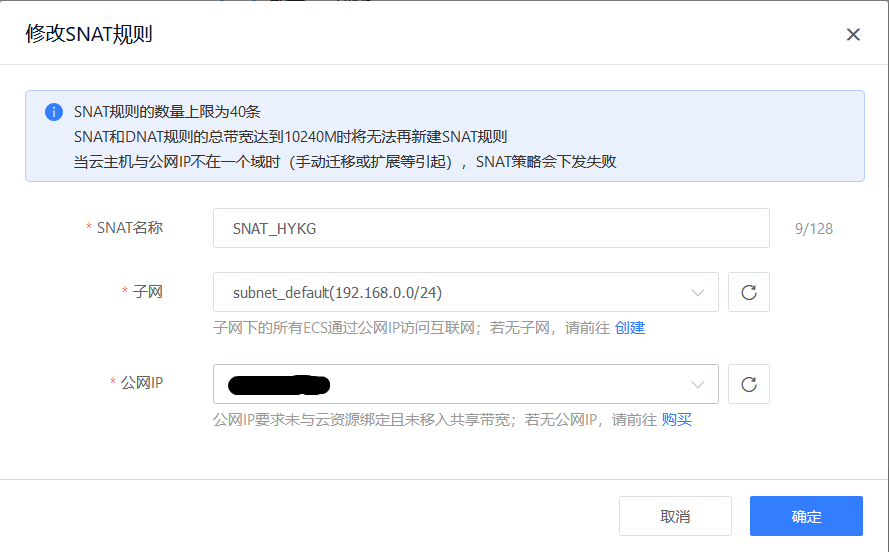 修改SNAT规则
SNAT规则的数量上限为40条
SNAT和DNAT规则的总带宽达到10240M时将无法再新建SNAT规则
当云主机与公网IP不在一个域时（手动迁移或扩展等引起），SNAT策略会下发失败
* SNAT名称 SNAT_HYKG 9/128
* 子网 subnet_default(192.168.0.0/24)
子网下的所有ECS通过公网IP访问互联网；若无子网，请前往 创建
* 公网IP
公网IP要求未与云资源绑定且未移入共享带宽；若无公网IP，请前往 购买
取消 确定